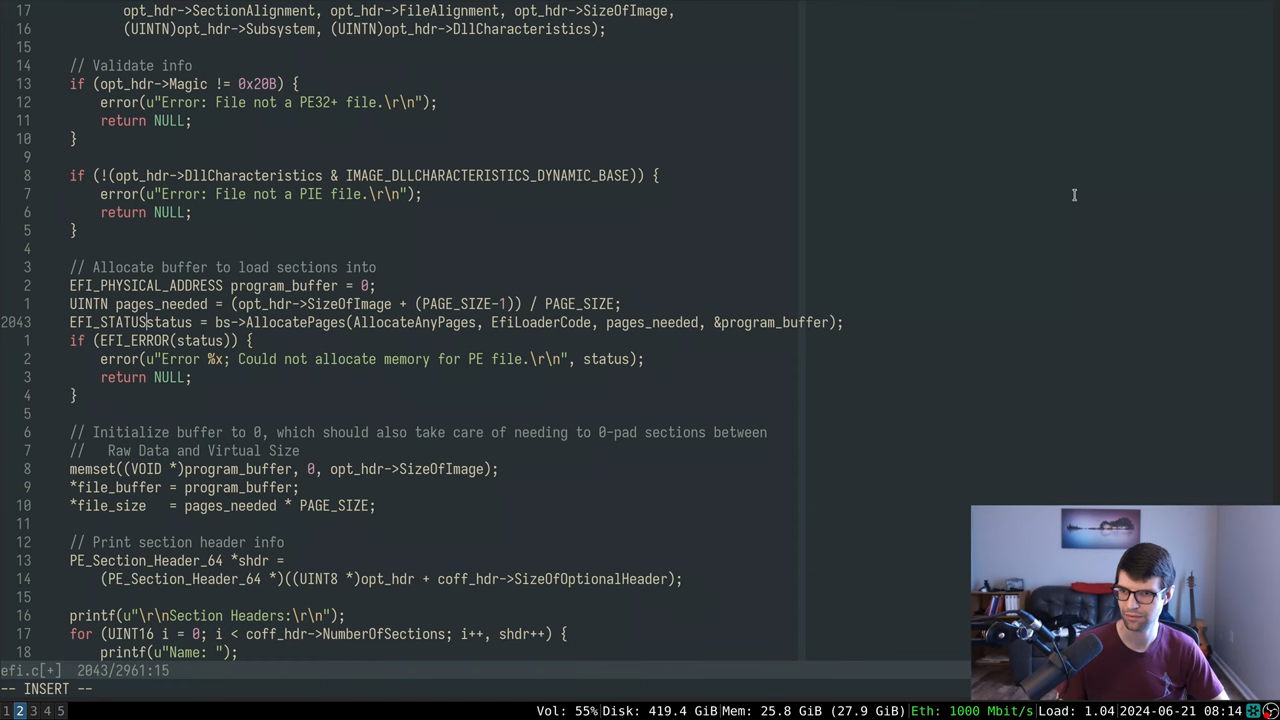 17            opt_hdr->SectionAlignment, opt_hdr->FileAlignment, opt_hdr->SizeOfImage,
16            (UINTN)opt_hdr->Subsystem, (UINTN)opt_hdr->DllCharacteristics);
15
14     // Validate info
13     if (opt_hdr->Magic != 0x20B) {
12         error(u"Error: File not a PE32+ file.\r\n");
11         return NULL;
10     }
9
8     if (!(opt_hdr->DllCharacteristics & IMAGE_DLLCHARACTERISTICS_DYNAMIC_BASE)) {
7         error(u"Error: File not a PIE file.\r\n");
6         return NULL;
5     }
4
3     // Allocate buffer to load sections into
2     EFI_PHYSICAL_ADDRESS program_buffer = 0;
1     UINTN pages_needed = (opt_hdr->SizeOfImage + (PAGE_SIZE-1)) / PAGE_SIZE;
2043     EFI_STATUSstatus = bs->AllocatePages(AllocateAnyPages, EfiLoaderCode, pages_needed, &program_buffer);
1     if (EFI_ERROR(status)) {
2         error(u"Error %x; Could not allocate memory for PE file.\r\n", status);
3         return NULL;
4     }
5
6     // Initialize buffer to 0, which should also take care of needing to 0-pad sections between
7     //   Raw Data and Virtual Size
8     memset((VOID *)program_buffer, 0, opt_hdr->SizeOfImage);
9     *file_buffer = program_buffer;
10     *file_size   = pages_needed * PAGE_SIZE;
11
12     // Print section header info
13     PE_Section_Header_64 *shdr =
14         (PE_Section_Header_64 *)((UINT8 *)opt_hdr + coff_hdr->SizeOfOptionalHeader);
15
16     printf(u"\r\nSection Headers:\r\n");
17     for (UINT16 i = 0; i < coff_hdr->NumberOfSections; i++, shdr++) {
18         printf(u"Name: ");
efi.c[+]  2043/2961:15
-- INSERT --
1 2 3 4 5 Vol: 55% Disk: 419.4 GiB Mem: 25.8 GiB (27.9 GiB) Eth: 1000 Mbit/s Load: 1.04 2024-06-21 08:14